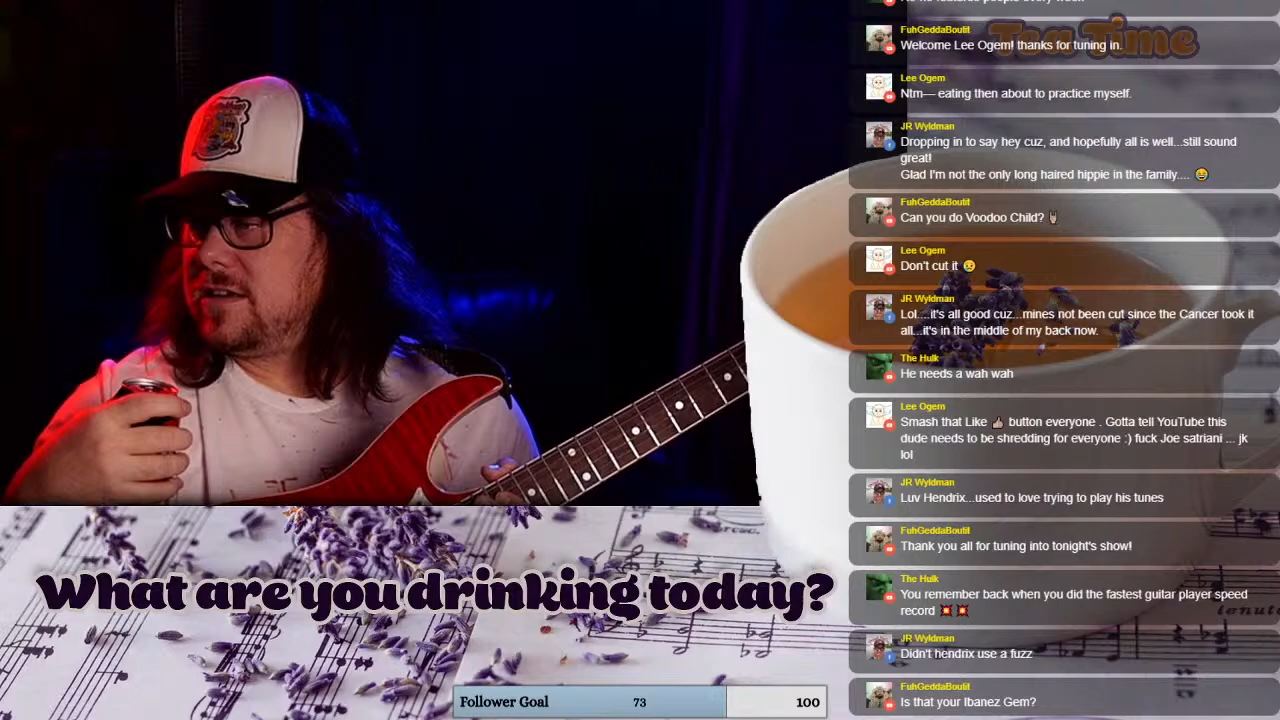 FuhGeddaBoutit
Welcome Lee Ogem! thanks for tuning in.
Tea Time
Lee Ogem
Ntm— eating then about to practice myself.
JR Wyldman
Dropping in to say hey cuz, and hopefully all is well...still sound
great!
Glad I'm not the only long haired hippie in the family.... 😂
FuhGeddaBoutit
Can you do Voodoo Child? 🤘🏽
Lee Ogem
Don't cut it 😢
JR Wyldman
Lol....it's all good cuz...mines not been cut since the Cancer took it
all...it's in the middle of my back now.
The Hulk
He needs a wah wah
Lee Ogem
Smash that Like 👍🏽 button everyone . Gotta tell YouTube this
dude needs to be shredding for everyone :) fuck Joe satriani ... jk
lol
JR Wyldman
Luv Hendrix...used to love trying to play his tunes
FuhGeddaBoutit
Thank you all for tuning into tonight's show!
The Hulk
You remember back when you did the fastest guitar player speed
record 💥💥
JR Wyldman
Didn't hendrix use a fuzz
FuhGeddaBoutit
Is that your Ibanez Gem?
What are you drinking today?
Follower Goal 73 100